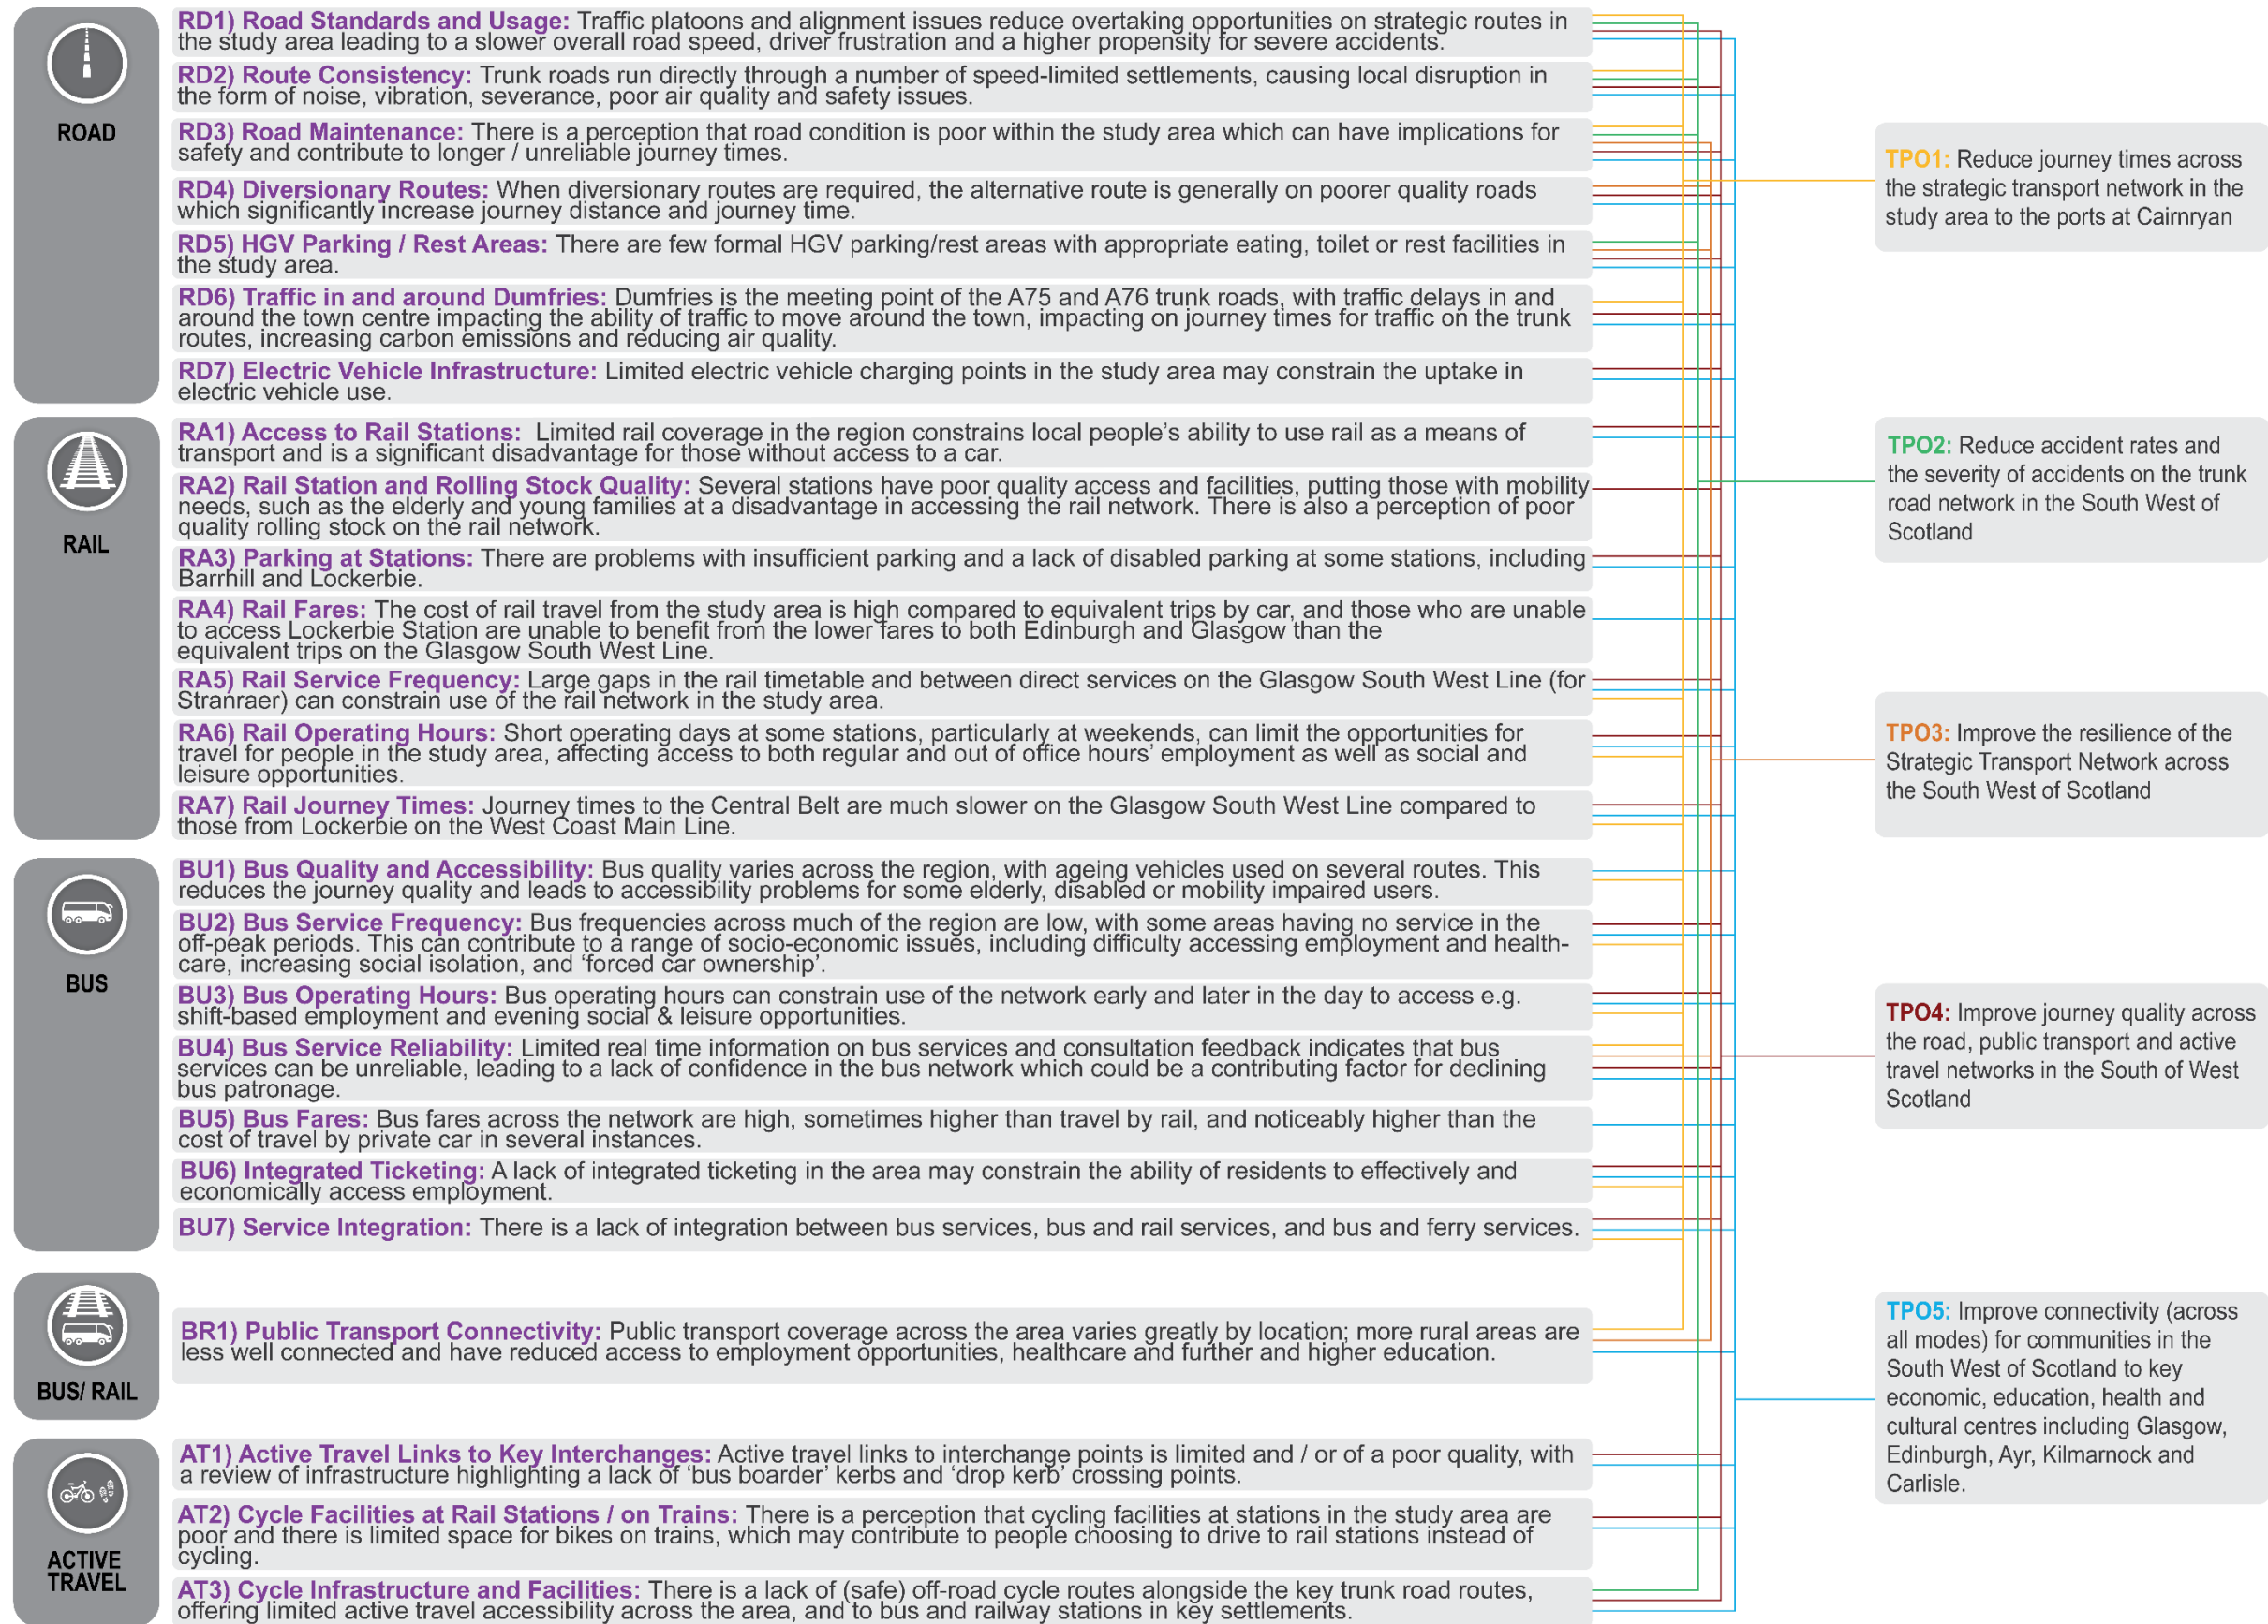 ROAD
RD1) Road Standards and Usage: Traffic platoons and alignment issues reduce overtaking opportunities on strategic routes in
the study area leading to a slower overall road speed, driver frustration and a higher propensity for severe accidents.
RD2) Route Consistency: Trunk roads run directly through a number of speed-limited settlements, causing local disruption in
the form of noise, vibration, severance, poor air quality and safety issues.
RD3) Road Maintenance: There is a perception that road condition is poor within the study area which can have implications for
safety and contribute to longer / unreliable journey times.
RD4) Diversionary Routes: When diversionary routes are required, the alternative route is generally on poorer quality roads
which significantly increase journey distance and journey time.
RD5) HGV Parking / Rest Areas: There are few formal HGV parking/rest areas with appropriate eating, toilet or rest facilities in
the study area.
RD6) Traffic in and around Dumfries: Dumfries is the meeting point of the A75 and A76 trunk roads, with traffic delays in and
around the town centre impacting the ability of traffic to move around the town, impacting on journey times for traffic on the trunk
routes, increasing carbon emissions and reducing air quality.
RD7) Electric Vehicle Infrastructure: Limited electric vehicle charging points in the study area may constrain the uptake in
electric vehicle use.
RAIL
RA1) Access to Rail Stations: Limited rail coverage in the region constrains local people's ability to use rail as a means of
transport and is a significant disadvantage for those without access to a car.
RA2) Rail Station and Rolling Stock Quality: Several stations have poor quality access and facilities, putting those with mobility
needs, such as the elderly and young families at a disadvantage in accessing the rail network. There is also a perception of poor
quality rolling stock on the rail network.
RA3) Parking at Stations: There are problems with insufficient parking and a lack of disabled parking at some stations, including
Barrhill and Lockerbie.
RA4) Rail Fares: The cost of rail travel from the study area is high compared to equivalent trips by car, and those who are unable
to access Lockerbie Station are unable to benefit from the lower fares to both Edinburgh and Glasgow than the
equivalent trips on the Glasgow South West Line.
RA5) Rail Service Frequency: Large gaps in the rail timetable and between direct services on the Glasgow South West Line (for
Stranraer) can constrain use of the rail network in the study area.
RA6) Rail Operating Hours: Short operating days at some stations, particularly at weekends, can limit the opportunities for
travel for people in the study area, affecting access to both regular and out of office hours' employment as well as social and
leisure opportunities.
RA7) Rail Journey Times: Journey times to the Central Belt are much slower on the Glasgow South West Line compared to
those from Lockerbie on the West Coast Main Line.
BUS
BU1) Bus Quality and Accessibility: Bus quality varies across the region, with ageing vehicles used on several routes. This
reduces the journey quality and leads to accessibility problems for some elderly, disabled or mobility impaired users.
BU2) Bus Service Frequency: Bus frequencies across much of the region are low, with some areas having no service in the
off-peak periods. This can contribute to a range of socio-economic issues, including difficulty accessing employment and health-
care, increasing social isolation, and 'forced car ownership'.
BU3) Bus Operating Hours: Bus operating hours can constrain use of the network early and later in the day to access e.g.
shift-based employment and evening social & leisure opportunities.
BU4) Bus Service Reliability: Limited real time information on bus services and consultation feedback indicates that bus
services can be unreliable, leading to a lack of confidence in the bus network which could be a contributing factor for declining
bus patronage.
BU5) Bus Fares: Bus fares across the network are high, sometimes higher than travel by rail, and noticeably higher than the
cost of travel by private car in several instances.
BU6) Integrated Ticketing: A lack of integrated ticketing in the area may constrain the ability of residents to effectively and
economically access employment.
BU7) Service Integration: There is a lack of integration between bus services, bus and rail services, and bus and ferry services.
BUS/ RAIL
BR1) Public Transport Connectivity: Public transport coverage across the area varies greatly by location; more rural areas are
less well connected and have reduced access to employment opportunities, healthcare and further and higher education.
ACTIVE
TRAVEL
AT1) Active Travel Links to Key Interchanges: Active travel links to interchange points is limited and / or of a poor quality, with
a review of infrastructure highlighting a lack of 'bus boarder' kerbs and 'drop kerb' crossing points.
AT2) Cycle Facilities at Rail Stations / on Trains: There is a perception that cycling facilities at stations in the study area are
poor and there is limited space for bikes on trains, which may contribute to people choosing to drive to rail stations instead of
cycling.
AT3) Cycle Infrastructure and Facilities: There is a lack of (safe) off-road cycle routes alongside the key trunk road routes,
offering limited active travel accessibility across the area, and to bus and railway stations in key settlements.
TPO1: Reduce journey times across
the strategic transport network in the
study area to the ports at Cairnryan
TPO2: Reduce accident rates and
the severity of accidents on the trunk
road network in the South West of
Scotland
TPO3: Improve the resilience of the
Strategic Transport Network across
the South West of Scotland
TPO4: Improve journey quality across
the road, public transport and active
travel networks in the South of West
Scotland
TPO5: Improve connectivity (across
all modes) for communities in the
South West of Scotland to key
economic, education, health and
cultural centres including Glasgow,
Edinburgh, Ayr, Kilmarnock and
Carlisle.